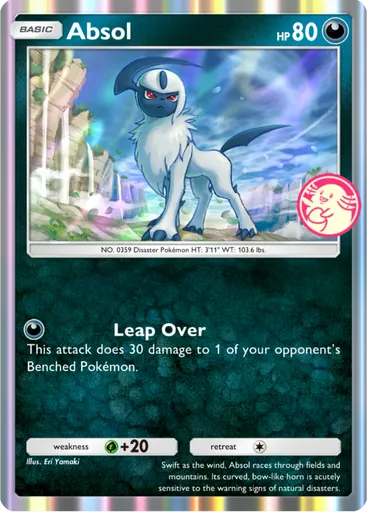 BASIC Absol HP 80
NO. 0359 Disaster Pokémon HT: 3'11" WT: 103.6 lbs.
Leap Over
This attack does 30 damage to 1 of your opponent's
Benched Pokémon.
weakness +20 retreat
Illus. Eri Yamaki
Swift as the wind, Absol races through fields and
mountains. Its curved, bow-like horn is acutely
sensitive to the warning signs of natural disasters.